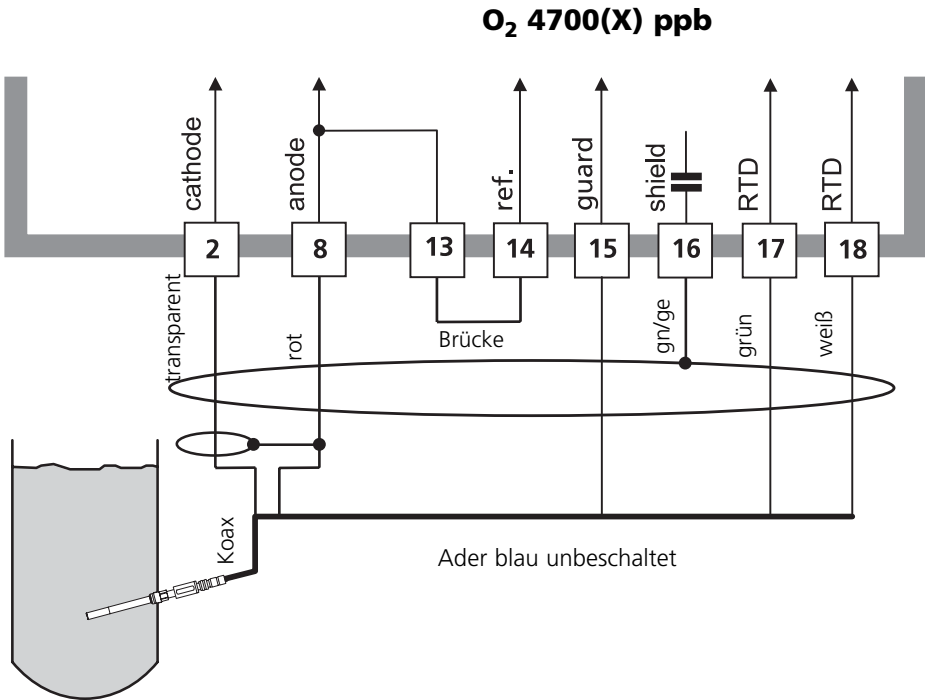 O₂ 4700(X) ppb
cathode
anode
ref.
guard
shield
RTD
RTD
2
8
13
14
15
16
17
18
transparent
rot
Brücke
gn/ge
grün
weiß
Koax
Ader blau unbeschaltet